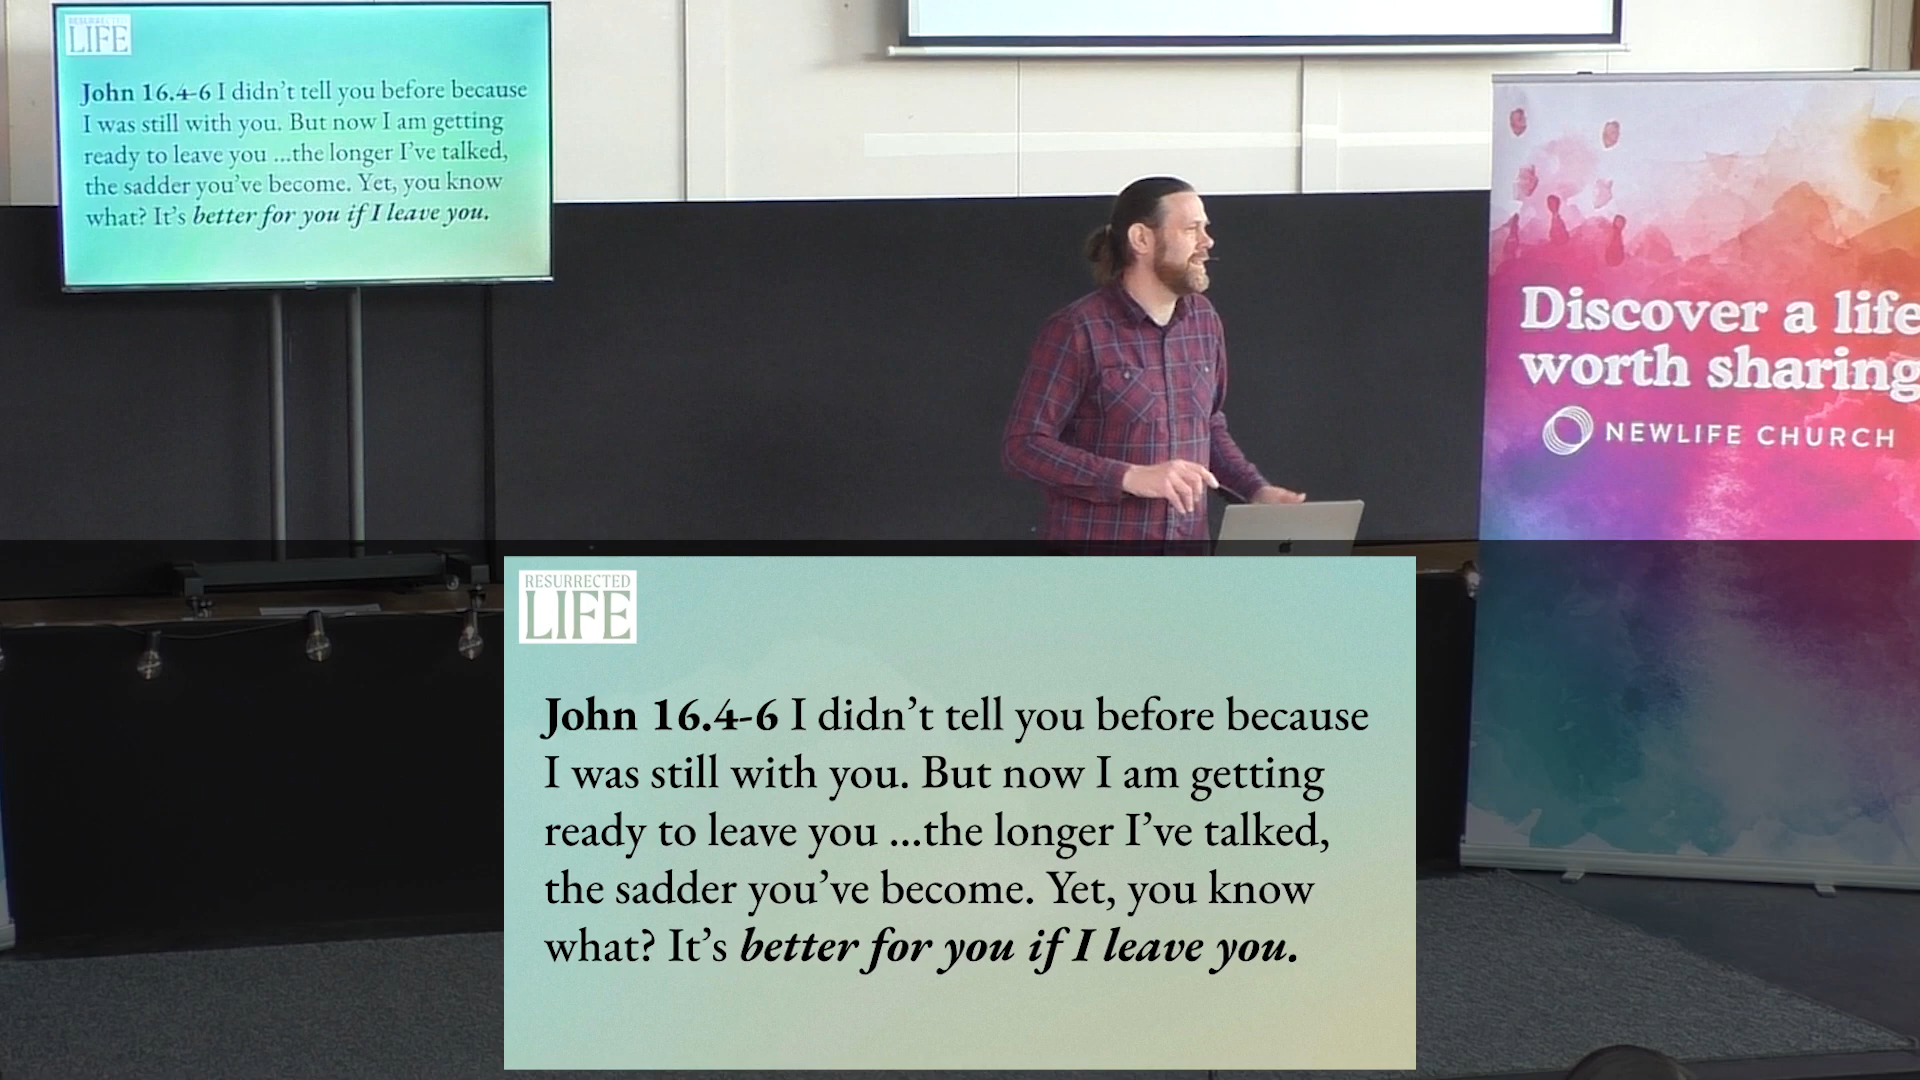 RESURRECTED
LIFE
John 16.4-6 I didn't tell you before because
I was still with you. But now I am getting
ready to leave you ...the longer I've talked,
the sadder you've become. Yet, you know
what? It's better for you if I leave you.
Discover a life
worth sharing
NEWLIFE CHURCH
RESURRECTED
LIFE
John 16.4-6 I didn't tell you before because
I was still with you. But now I am getting
ready to leave you ...the longer I've talked,
the sadder you've become. Yet, you know
what? It's better for you if I leave you.